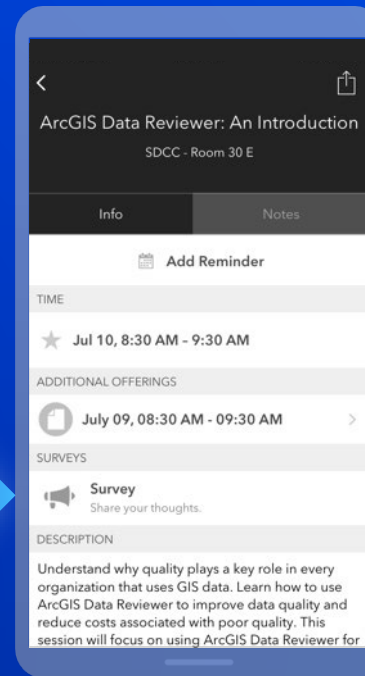 ArcGIS Data Reviewer: An Introduction
SDCC - Room 30 E
Info
Notes
Add Reminder
TIME
Jul 10, 8:30 AM – 9:30 AM
ADDITIONAL OFFERINGS
July 09, 08:30 AM - 09:30 AM
SURVEYS
Survey
Share your thoughts.
DESCRIPTION
Understand why quality plays a key role in every
organization that uses GIS data. Learn how to use
ArcGIS Data Reviewer to improve data quality and
reduce costs associated with poor quality. This
session will focus on using ArcGIS Data Reviewer for